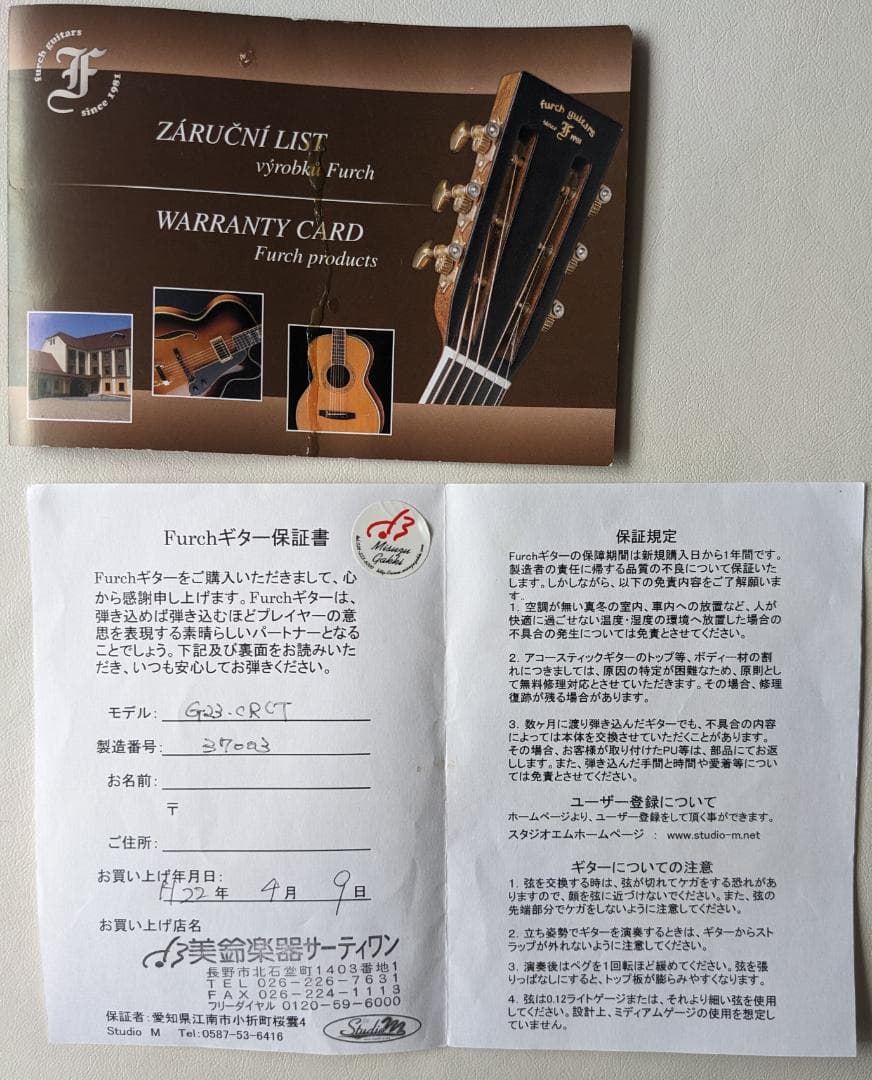 furch guitars
F
since 1981
ZÁRUČNÍ LIST
výrobků Furch
WARRANTY CARD
Furch products
furch guitars
since F 1981
Furchギター保証書
Misuzu
Gakki
Furchギターをご購入いただきまして、心
から感謝申し上げます。Furchギターは、
弾き込めば弾き込むほどプレイヤーの意
思を表現する素晴らしいパートナーとなる
ことでしょう。下記及び裏面をお読みいた
だき、いつも安心してお弾きください。
モデル: G23-CRCT
製造番号: 37003
お名前:
〒
ご住所:
お買い上げ年月日:
H22年 4月 9日
お買い上げ店名
美鈴楽器サーティワン
長野市北石堂町1403番地1
TEL 026-226-7631
FAX 026-224-1113
フリーダイヤル 0120-59-6000
保証者:愛知県江南市小折町桜雲4
Studio M Tel:0587-53-6416
Studio M
保証規定
Furchギターの保障期間は新規購入日から1年間です。
製造者の責任に帰する品質の不良について保証いた
します。しかしながら、以下の免責内容をご了解願いま
す。
1. 空調が無い真冬の室内、車内への放置など、人が
快適に過ごせない温度・湿度の環境へ放置した場合の
不具合の発生については免責とさせてください。
2. アコースティックギターのトップ等、ボディー材の割
れにつきましては、原因の特定が困難なため、原則とし
て無料修理対応とさせていただきます。その場合、修理
復跡が残る場合があります。
3. 数ヶ月に渡り弾き込んだギターでも、不具合の内容
によっては本体を交換させていただくことがあります。
その場合、お客様が取り付けたPU等は、部品にてお返
しします。また、弾き込んだ手間と時間や愛着等につい
ては免責とさせてください。
ユーザー登録について
ホームページより、ユーザー登録をして頂く事ができます。
スタジオエムホームページ : www.studio-m.net
ギターについての注意
1. 弦を交換する時は、弦が切れてケガをする恐れがあ
りますので、顔を弦に近づけないでください。また、弦の
先端部分でケガをしないように注意してください。
2. 立ち姿勢でギターを演奏するときは、ギターからスト
ラップが外れないように注意してください。
3. 演奏後はペグを1回転ほど緩めてください。弦を張
りっぱなしにすると、トップ板が膨らみやすくなります。
4. 弦は0.12ライトゲージまたは、それより細い弦を使用
してください。設計上、ミディアムゲージの使用を想定し
ていません。